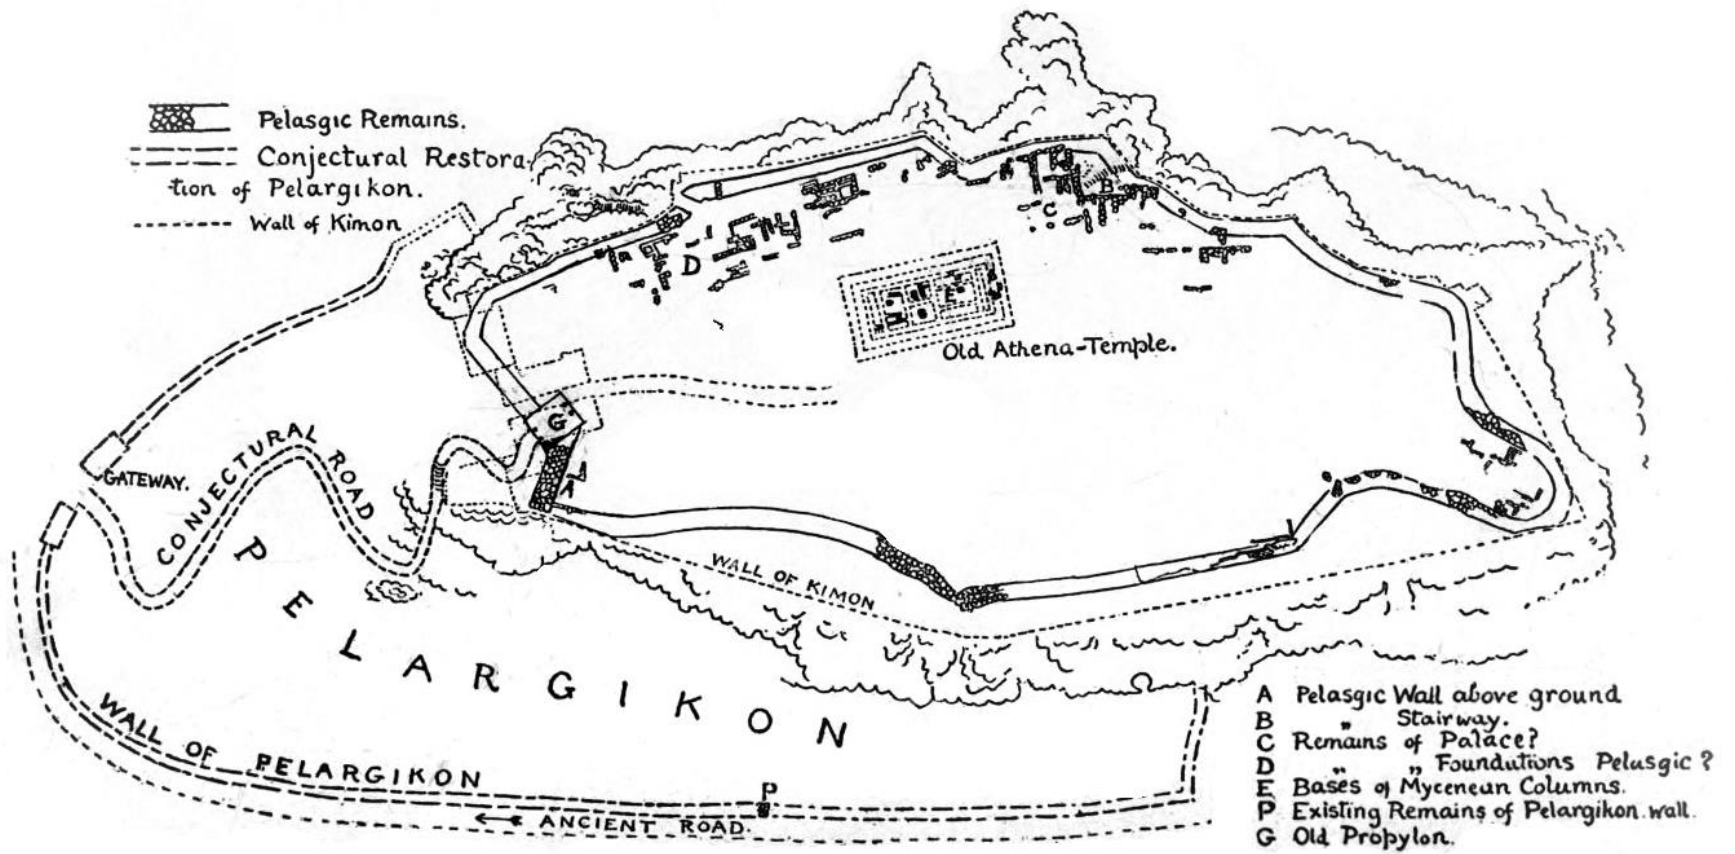 Pelasgic Remains.
Conjectural Restora-
tion of Pelargikon.
Wall of Kimon
B
C
D
E
Old Athena-Temple.
G
A
GATEWAY.
CONJECTURAL ROAD
WALL OF KIMON
PELARGIKON
WALL OF PELARGIKON
P
ANCIENT ROAD.
A Pelasgic Wall above ground
B „ Stairway.
C Remains of Palace?
D „ „ Foundations Pelasgic?
E Bases of Mycenean Columns.
P Existing Remains of Pelargikon wall.
G Old Propylon.